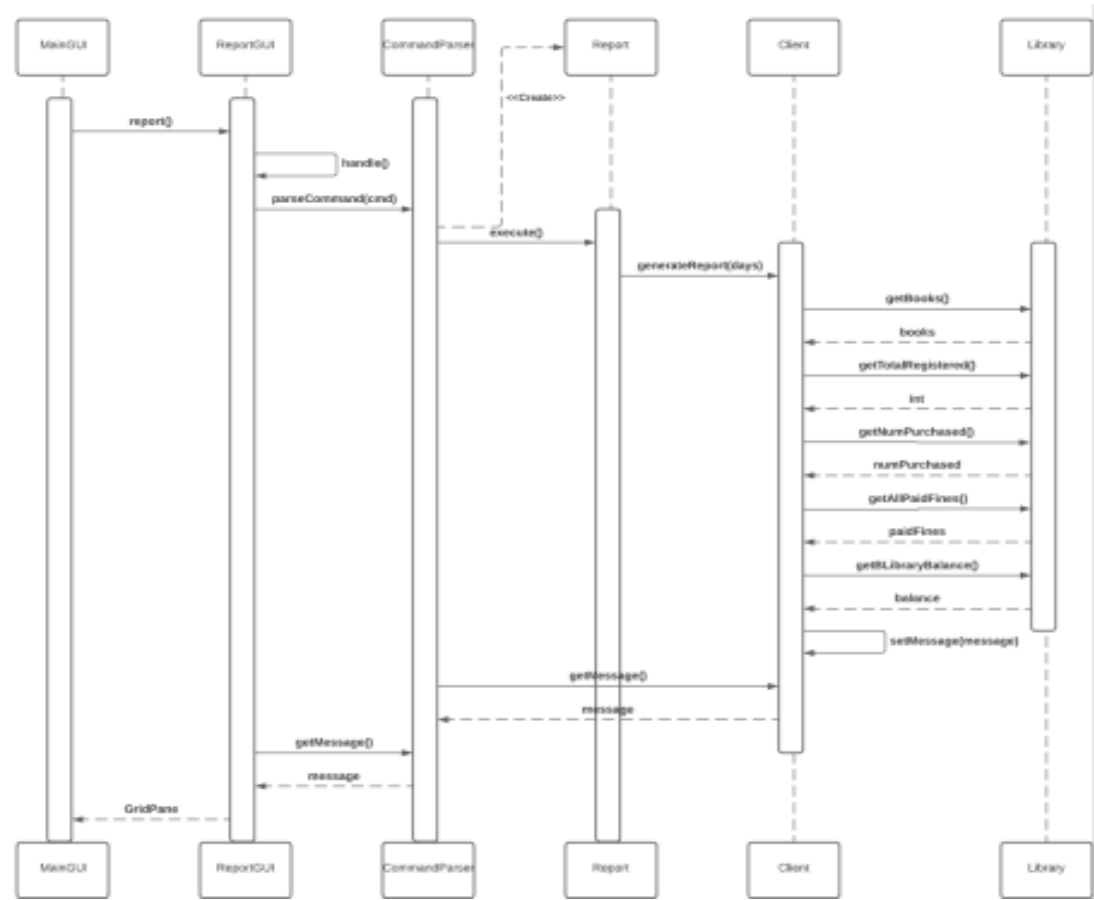 MainGUI
ReportGUI
CommandParser
Report
Client
Library
<<Create>>
report()
handle()
parseCommand(cmd)
execute()
generateReport(days)
getBooks()
books
getTotalRegistered()
int
getNumPurchased()
numPurchased
getAllPaidFines()
paidFines
getBLibraryBalance()
balance
setMessage(message)
getMessage()
message
getMessage()
message
GridPane
MainGUI
ReportGUI
CommandParser
Report
Client
Library